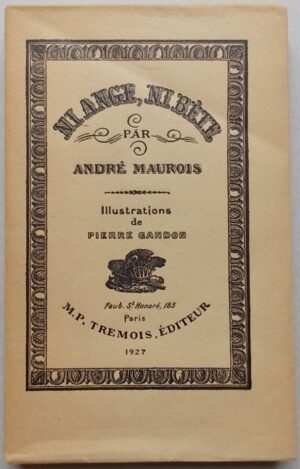 NI ANGE, NI BÊTE
PAR
ANDRÉ MAUROIS
Illustrations
de
PIERRE GANDON
Faub. St Honoré, 185
Paris
M.P. TREMOIS, ÉDITEUR
1927